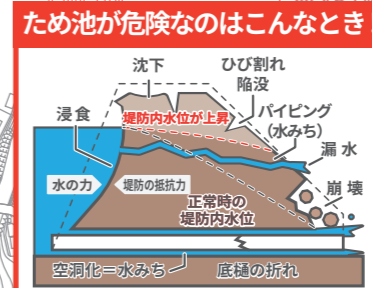 ため池が危険なのはこんなとき
沈下
ひび割れ
陥没
堤防内水位が上昇
パイピング
(水みち)
浸食
漏水
水の力
堤防の抵抗力
崩壊
正常時の
堤防内水位
空洞化=水みち
底樋の折れ